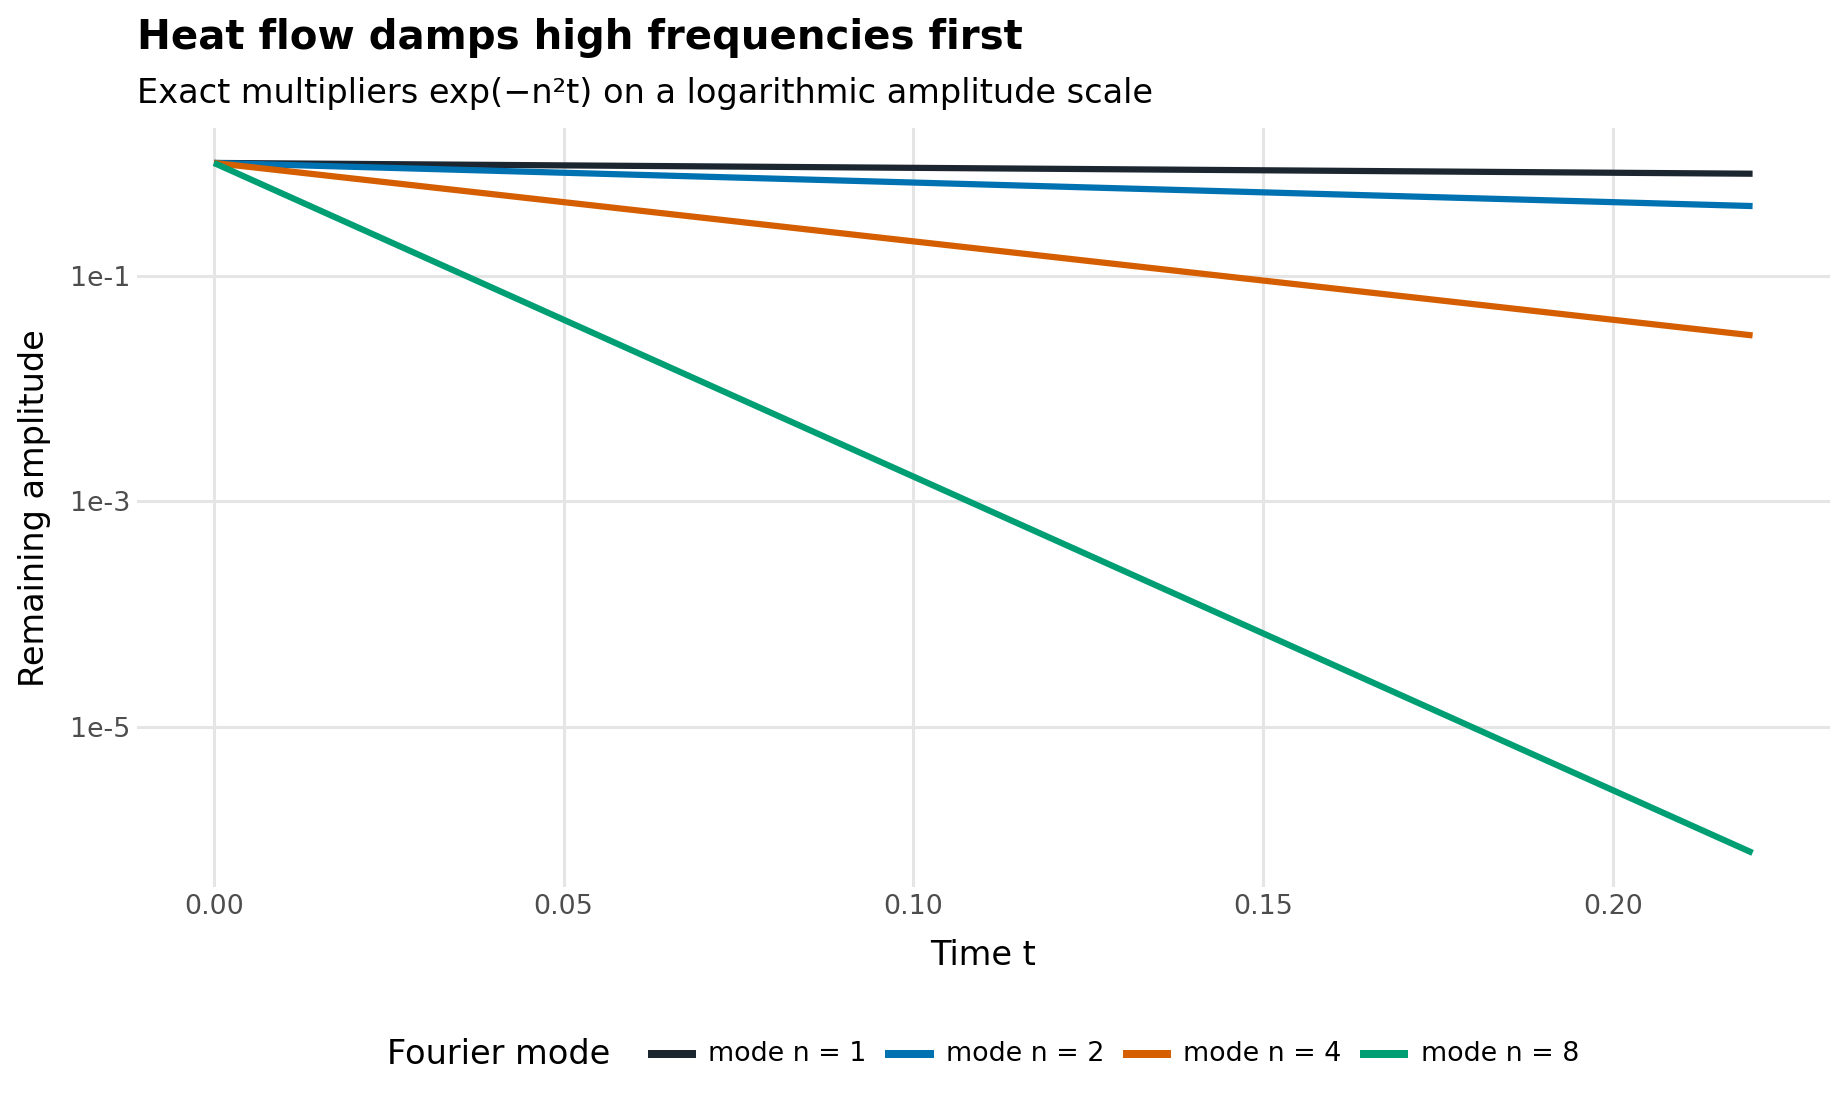 Heat flow damps high frequencies first
Exact multipliers exp(−n²t) on a logarithmic amplitude scale
Remaining amplitude
1e-1
1e-3
1e-5
0.00 0.05 0.10 0.15 0.20
Time t
Fourier mode mode n = 1 mode n = 2 mode n = 4 mode n = 8